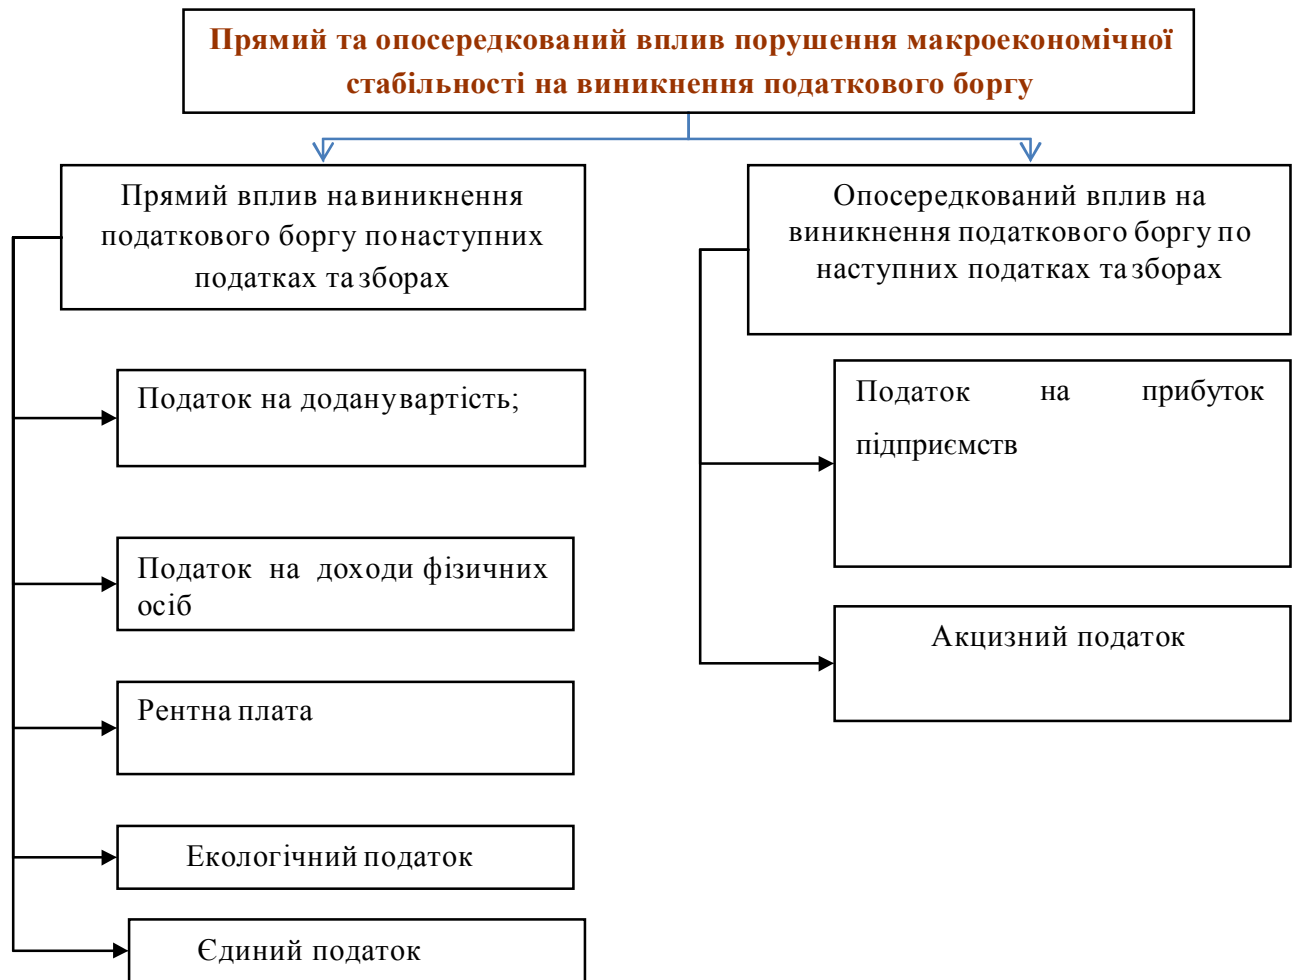 Прямий та опосередкований вплив порушення макроекономічної
стабільності на виникнення податкового боргу
Прямий вплив на виникнення
податкового боргу по наступних
податках та зборах
Опосередкований вплив на
виникнення податкового боргу по
наступних податках та зборах
Податок на додану вартість;
Податок на доходи фізичних
осіб
Рентна плата
Екологічний податок
Єдиний податок
Податок на прибуток
підприємств
Акцизний податок